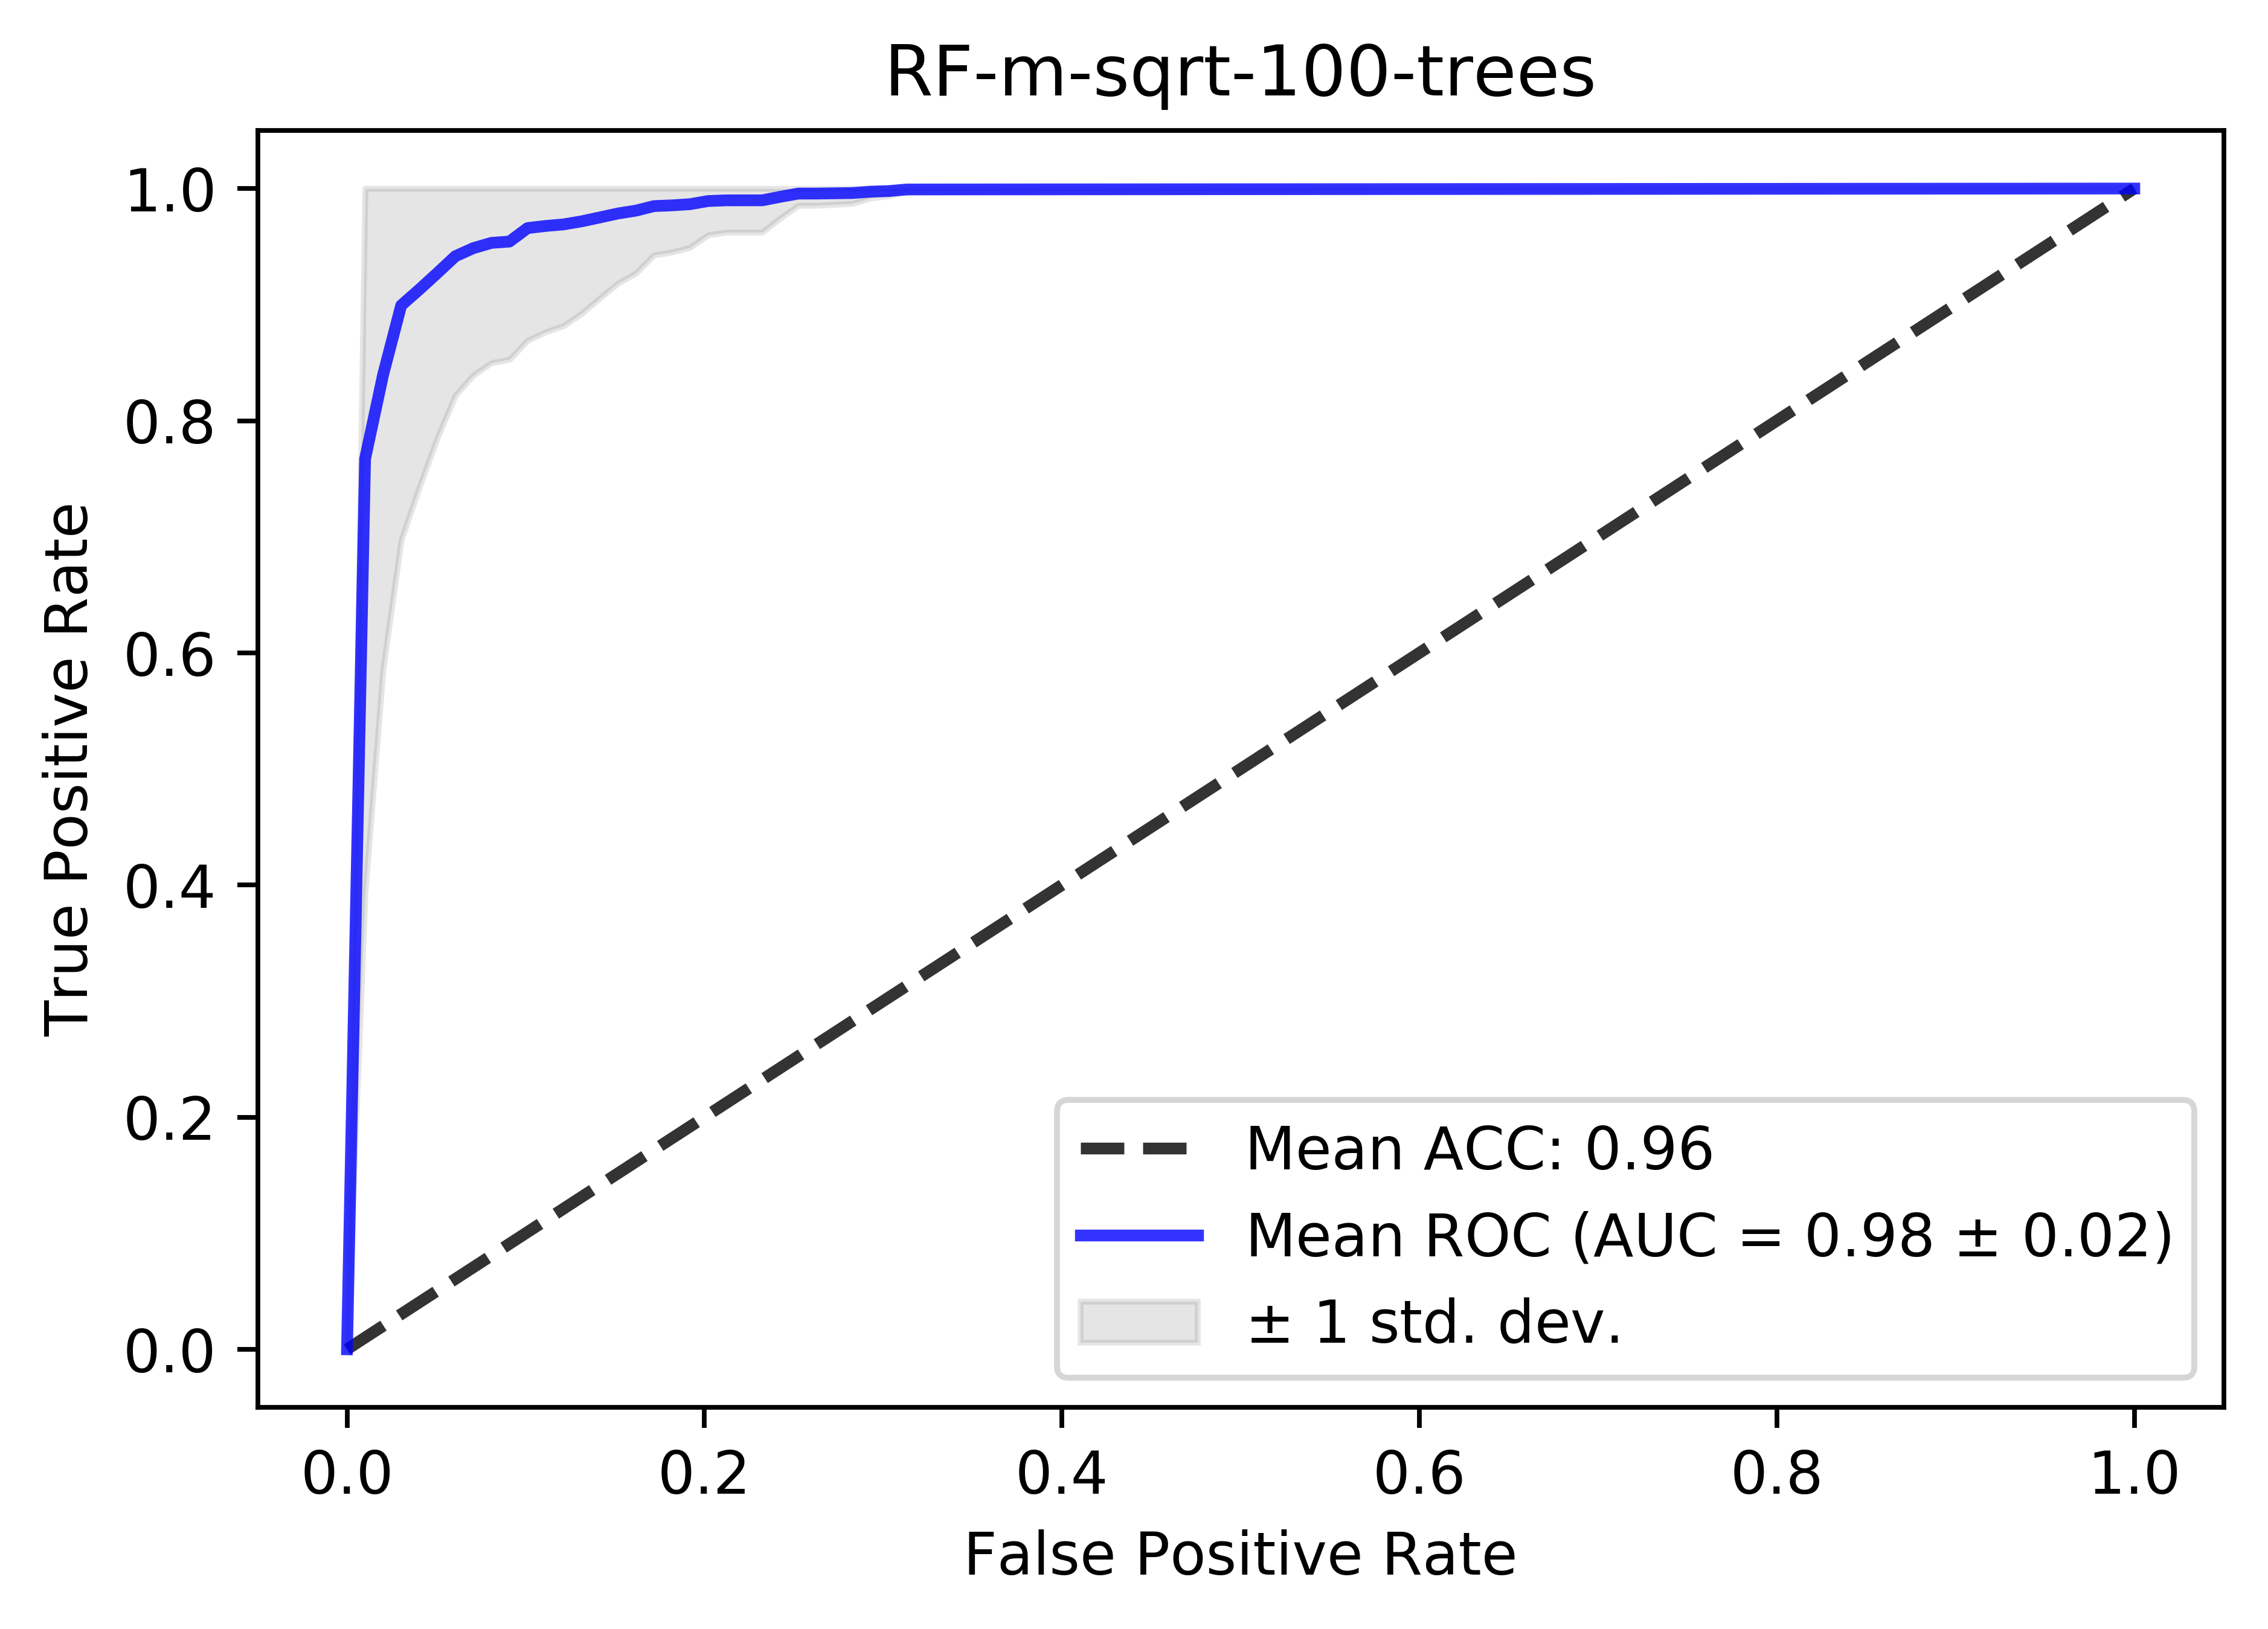 RF-m-sqrt-100-trees
True Positive Rate
1.0
0.8
0.6
0.4
0.2
0.0
Mean ACC: 0.96
Mean ROC (AUC = 0.98 ± 0.02)
± 1 std. dev.
0.0 0.2 0.4 0.6 0.8 1.0
False Positive Rate